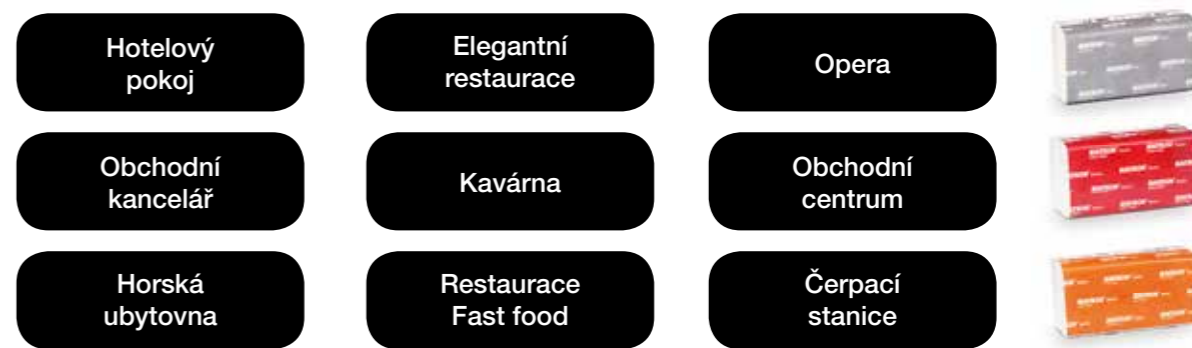 Hotelový
pokoj
Elegantní
restaurace
Opera
Obchodní
kancelář
Kavárna
Obchodní
centrum
Horská
ubytovna
Restaurace
Fast food
Čerpací
stanice